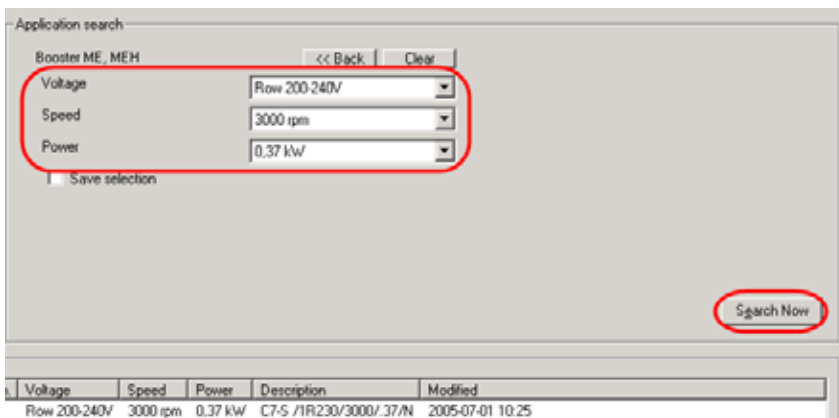 Application search
Booster ME, MEH << Back Clear
Voltage Row 200-240V
Speed 3000 rpm
Power 0,37 kW
Save selection
Search Now
Voltage Speed Power Description Modified
Row 200-240V 3000 rpm 0,37 kW C7-S /1R230/3000/.37/N 2005-07-01 10:25